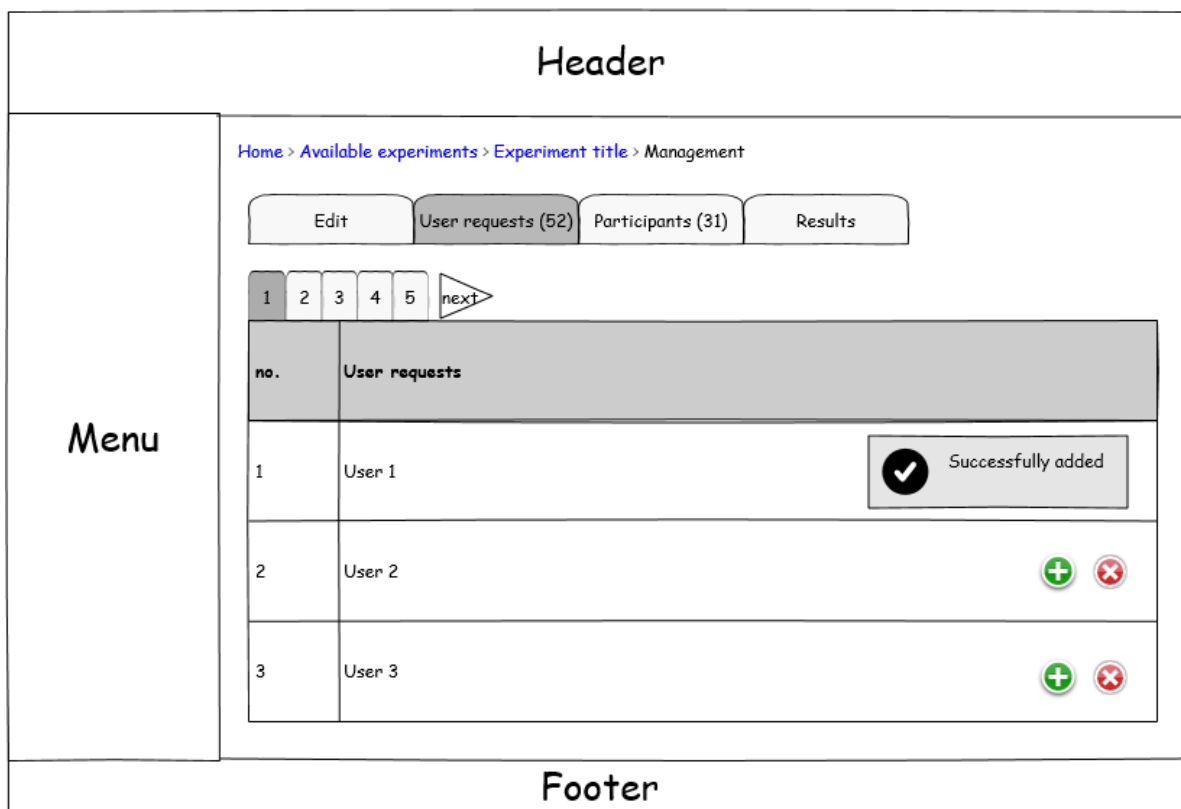 Header
Home > Available experiments > Experiment title > Management
Edit User requests (52) Participants (31) Results
1 2 3 4 5 next
no. User requests
Menu
1 User 1 Successfully added
2 User 2
3 User 3
Footer